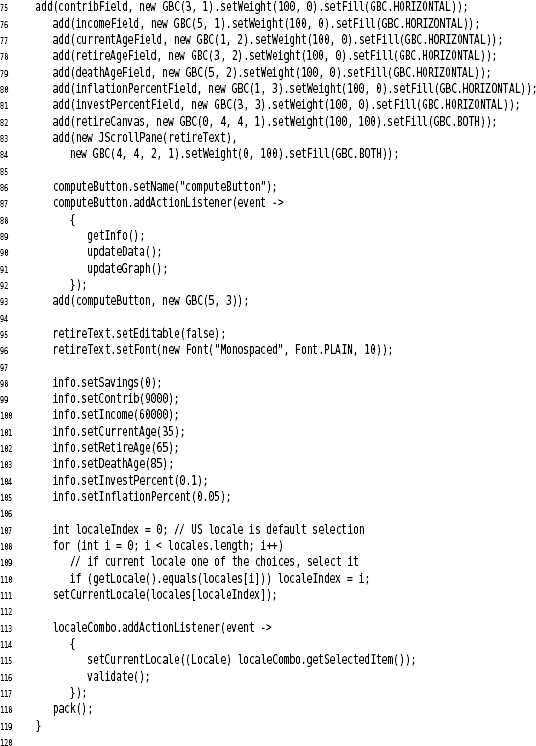 75 add(contribField, new GBC(3, 1).setWeight(100, 0).setFill(GBC.HORIZONTAL));
76 add(incomeField, new GBC(5, 1).setWeight(100, 0).setFill(GBC.HORIZONTAL));
77 add(currentAgeField, new GBC(1, 2).setWeight(100, 0).setFill(GBC.HORIZONTAL));
78 add(retireAgeField, new GBC(3, 2).setWeight(100, 0).setFill(GBC.HORIZONTAL));
79 add(deathAgeField, new GBC(5, 2).setWeight(100, 0).setFill(GBC.HORIZONTAL));
80 add(inflationPercentField, new GBC(1, 3).setWeight(100, 0).setFill(GBC.HORIZONTAL));
81 add(investPercentField, new GBC(3, 3).setWeight(100, 0).setFill(GBC.HORIZONTAL));
82 add(retireCanvas, new GBC(0, 4, 4, 1).setWeight(100, 100).setFill(GBC.BOTH));
83 add(new JScrollPane(retireText),
84 new GBC(4, 4, 2, 1).setWeight(0, 100).setFill(GBC.BOTH));
85
86 computeButton.setName("computeButton");
87 computeButton.addActionListener(event ->
88 {
89 getInfo();
90 updateData();
91 updateGraph();
92 });
93 add(computeButton, new GBC(5, 3));
94
95 retireText.setEditable(false);
96 retireText.setFont(new Font("Monospaced", Font.PLAIN, 10));
97
98 info.setSavings(0);
99 info.setContrib(9000);
100 info.setIncome(60000);
101 info.setCurrentAge(35);
102 info.setRetireAge(65);
103 info.setDeathAge(85);
104 info.setInvestPercent(0.1);
105 info.setInflationPercent(0.05);
106
107 int localeIndex = 0; // US locale is default selection
108 for (int i = 0; i < locales.length; i++)
109 // if current locale one of the choices, select it
110 if (getLocale().equals(locales[i])) localeIndex = i;
111 setCurrentLocale(locales[localeIndex]);
112
113 localeCombo.addActionListener(event ->
114 {
115 setCurrentLocale((Locale) localeCombo.getSelectedItem());
116 validate();
117 });
118 pack();
119 }
120